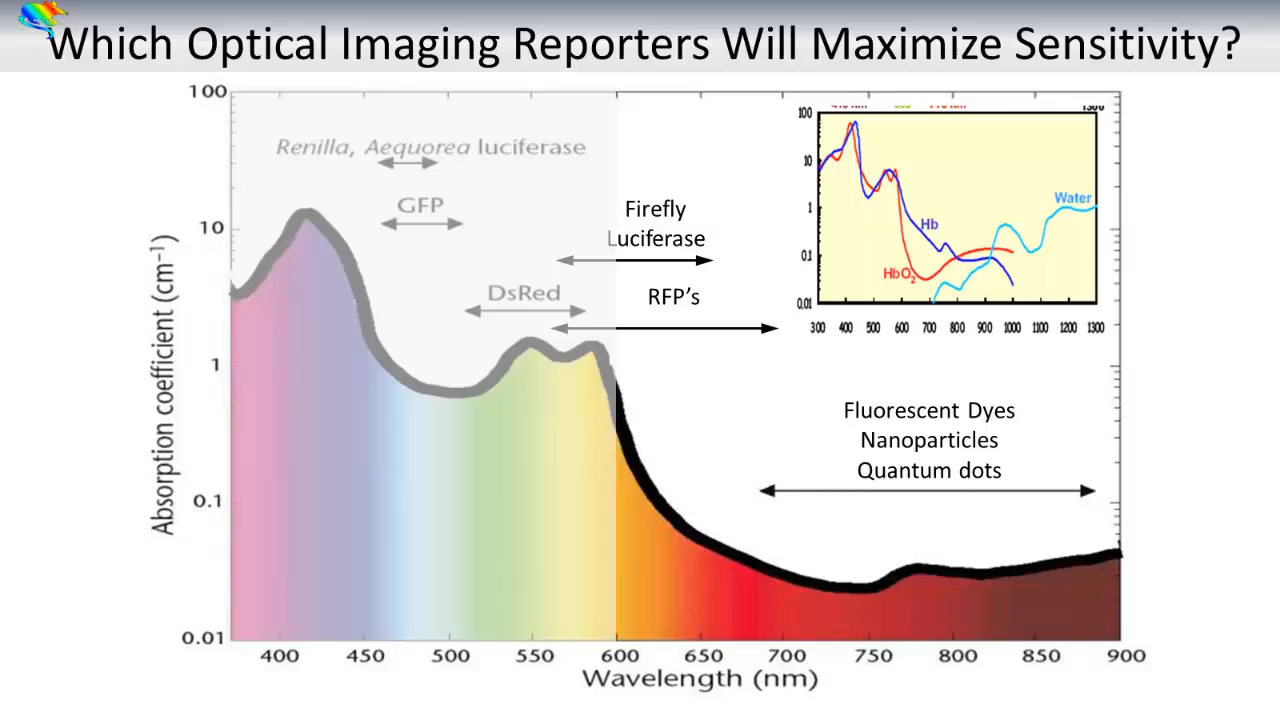 Which Optical Imaging Reporters Will Maximize Sensitivity?
100
10
1
0.1
0.01
Absorption coefficient (cm⁻¹)
Renilla, Aequorea luciferase
GFP
DsRed
Firefly
Luciferase
RFP's
Fluorescent Dyes
Nanoparticles
Quantum dots
400 450 500 550 600 650 700 750 800 850 900
Wavelength (nm)
1300
100
10
1
0.1
0.01
Hb
HbO₂
Water
300 400 500 600 700 800 900 1000 1100 1200 1300